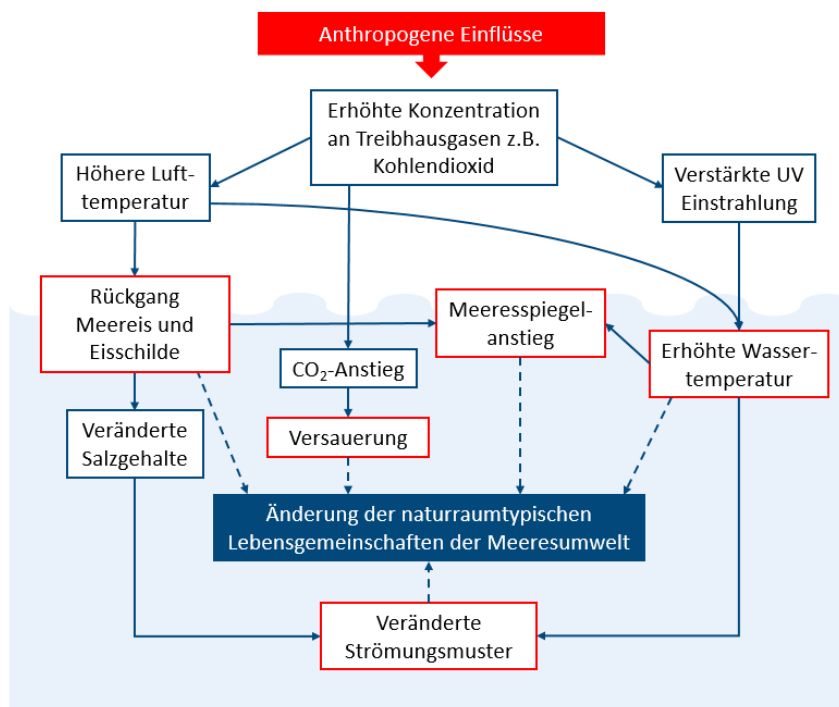 Anthropogene Einflüsse
Erhöhte Konzentration
an Treibhausgasen z.B.
Kohlendioxid
Höhere Luft-
temperatur
Verstärkte UV
Einstrahlung
Rückgang
Meereis und
Eisschilde
Meeresspiegel-
anstieg
Erhöhte Wasser-
temperatur
CO₂-Anstieg
Veränderte
Salzgehalte
Versauerung
Änderung der naturraumtypischen
Lebensgemeinschaften der Meeresumwelt
Veränderte
Strömungsmuster